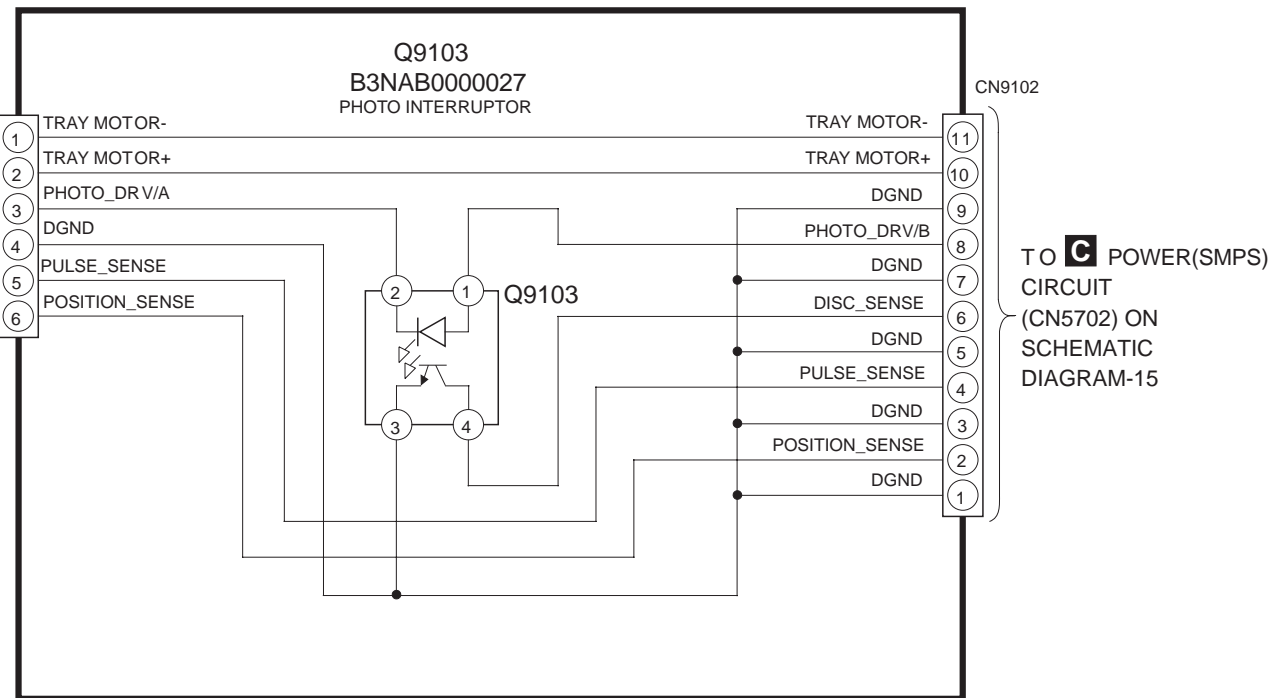 Q9103
B3NAB0000027
PHOTO INTERRUPTOR
CN9102
1 TRAY MOTOR-
2 TRAY MOTOR+
3 PHOTO_DRV/A
4 DGND
5 PULSE_SENSE
6 POSITION_SENSE
2
1
Q9103
3
4
TRAY MOTOR- 11
TRAY MOTOR+ 10
DGND 9
PHOTO_DRV/B 8
DGND 7
DISC_SENSE 6
DGND 5
PULSE_SENSE 4
DGND 3
POSITION_SENSE 2
DGND 1
TO C POWER(SMPS)
CIRCUIT
(CN5702) ON
SCHEMATIC
DIAGRAM-15